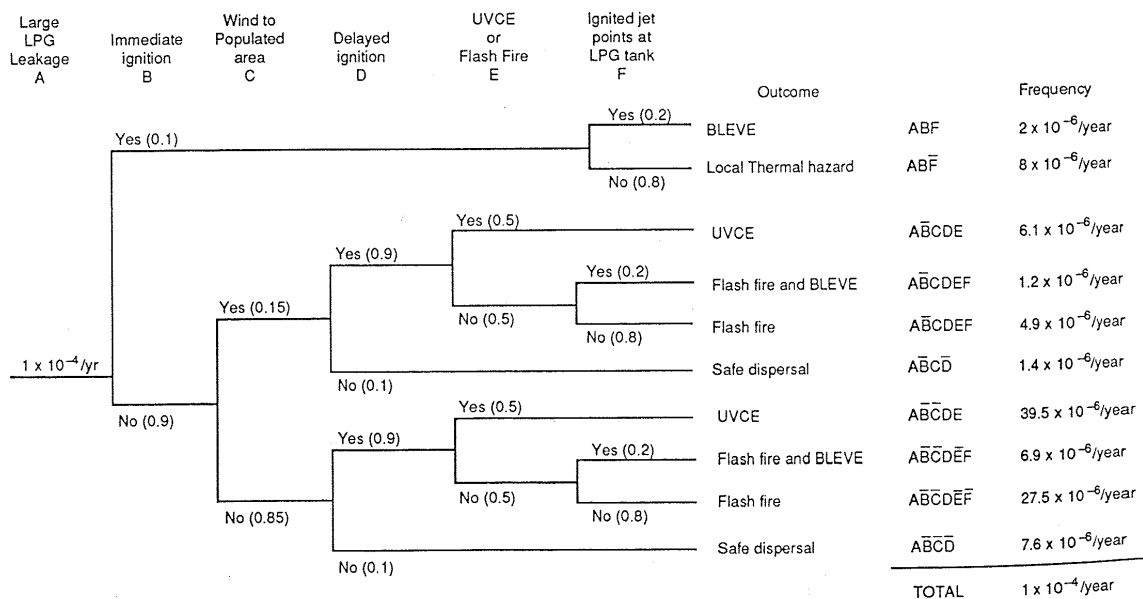 Large
LPG
Leakage
A
Immediate
ignition
B
Wind to
Populated
area
C
Delayed
ignition
D
UVCE
or
Flash Fire
E
Ignited jet
points at
LPG tank
F
Outcome
Frequency
Yes (0.1)
Yes (0.2)
BLEVE ABF 2 x 10⁻⁶/year
Local Thermal hazard ABF̅ 8 x 10⁻⁶/year
No (0.8)
Yes (0.5)
UVCE AB̅CDE 6.1 x 10⁻⁶/year
Yes (0.9)
Yes (0.2)
Flash fire and BLEVE AB̅CDEF 1.2 x 10⁻⁶/year
Yes (0.15)
No (0.5)
Flash fire AB̅CDEF 4.9 x 10⁻⁶/year
No (0.8)
1 x 10⁻⁴/yr
Safe dispersal AB̅CD̅ 1.4 x 10⁻⁶/year
No (0.1)
No (0.9)
Yes (0.5)
UVCE AB̅C̅DE 39.5 x 10⁻⁶/year
Yes (0.9)
Yes (0.2)
Flash fire and BLEVE AB̅C̅DE̅F 6.9 x 10⁻⁶/year
No (0.5)
Flash fire AB̅C̅DE̅F̅ 27.5 x 10⁻⁶/year
No (0.85)
No (0.8)
Safe dispersal AB̅C̅D̅ 7.6 x 10⁻⁶/year
No (0.1)
TOTAL 1 x 10⁻⁴/year